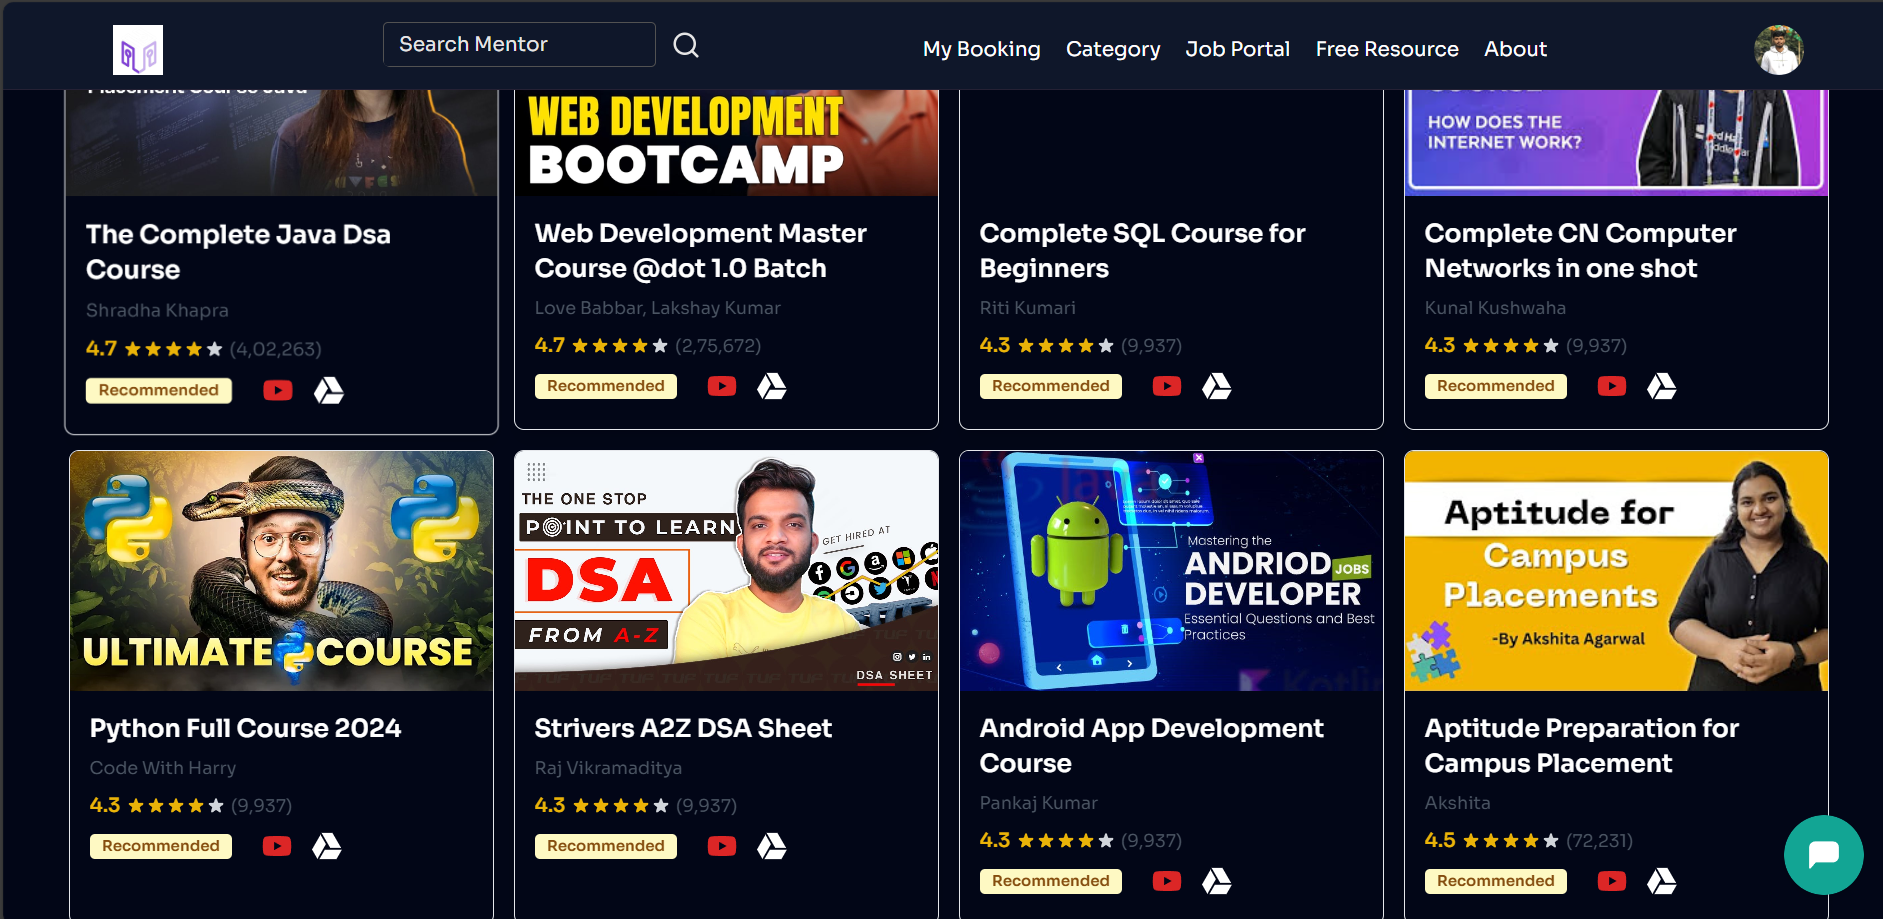 Search Mentor
My Booking
Category
Job Portal
Free Resource
About
Placement Course Java
WEB DEVELOPMENT
BOOTCAMP
HOW DOES THE
INTERNET WORK?
The Complete Java Dsa
Course
Shradha Khapra
4.7 (4,02,263)
Recommended
Web Development Master
Course @dot 1.0 Batch
Love Babbar, Lakshay Kumar
4.7 (2,75,672)
Recommended
Complete SQL Course for
Beginners
Riti Kumari
4.3 (9,937)
Recommended
Complete CN Computer
Networks in one shot
Kunal Kushwaha
4.3 (9,937)
Recommended
ULTIMATE COURSE
Python Full Course 2024
Code With Harry
4.3 (9,937)
Recommended
THE ONE STOP
POINT TO LEARN
DSA
FROM A-Z
GET HIRED AT
DSA SHEET
Strivers A2Z DSA Sheet
Raj Vikramaditya
4.3 (9,937)
Recommended
Mastering the
ANDRIOD
JOBS
DEVELOPER
Essential Questions and Best
Practices
Android App Development
Course
Pankaj Kumar
4.3 (9,937)
Recommended
Aptitude for
Campus
Placements
-By Akshita Agarwal
Aptitude Preparation for
Campus Placement
Akshita
4.5 (72,231)
Recommended